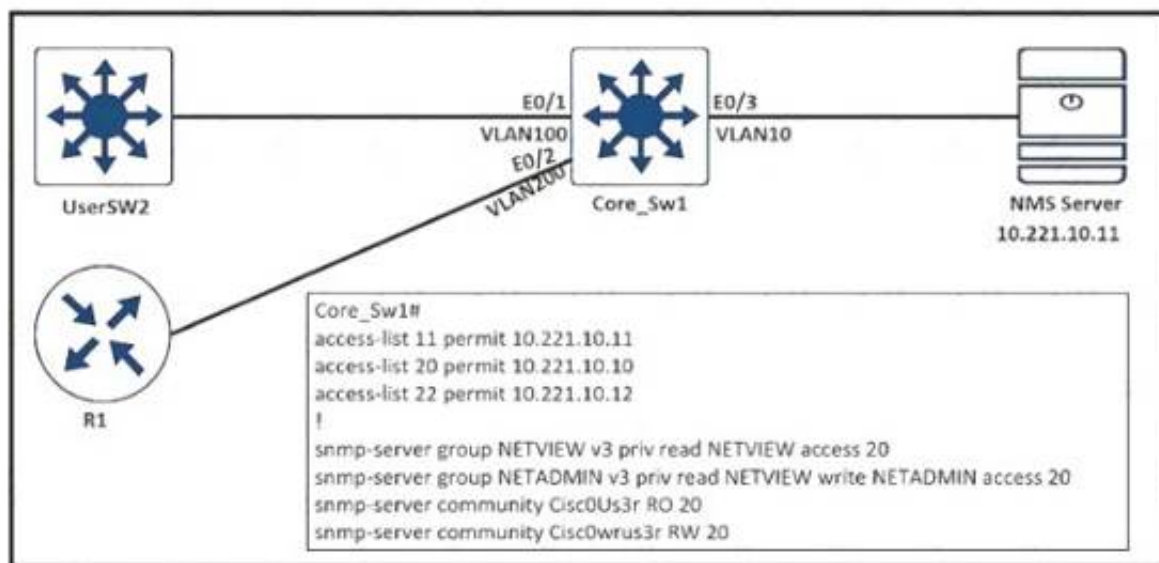 E0/1
E0/3
VLAN100
VLAN10
E0/2
VLAN200
UserSW2
Core_Sw1
NMS Server
10.221.10.11
R1
Core_Sw1#
access-list 11 permit 10.221.10.11
access-list 20 permit 10.221.10.10
access-list 22 permit 10.221.10.12
!
snmp-server group NETVIEW v3 priv read NETVIEW access 20
snmp-server group NETADMIN v3 priv read NETVIEW write NETADMIN access 20
snmp-server community Cisc0Us3r RO 20
snmp-server community Cisc0wrus3r RW 20